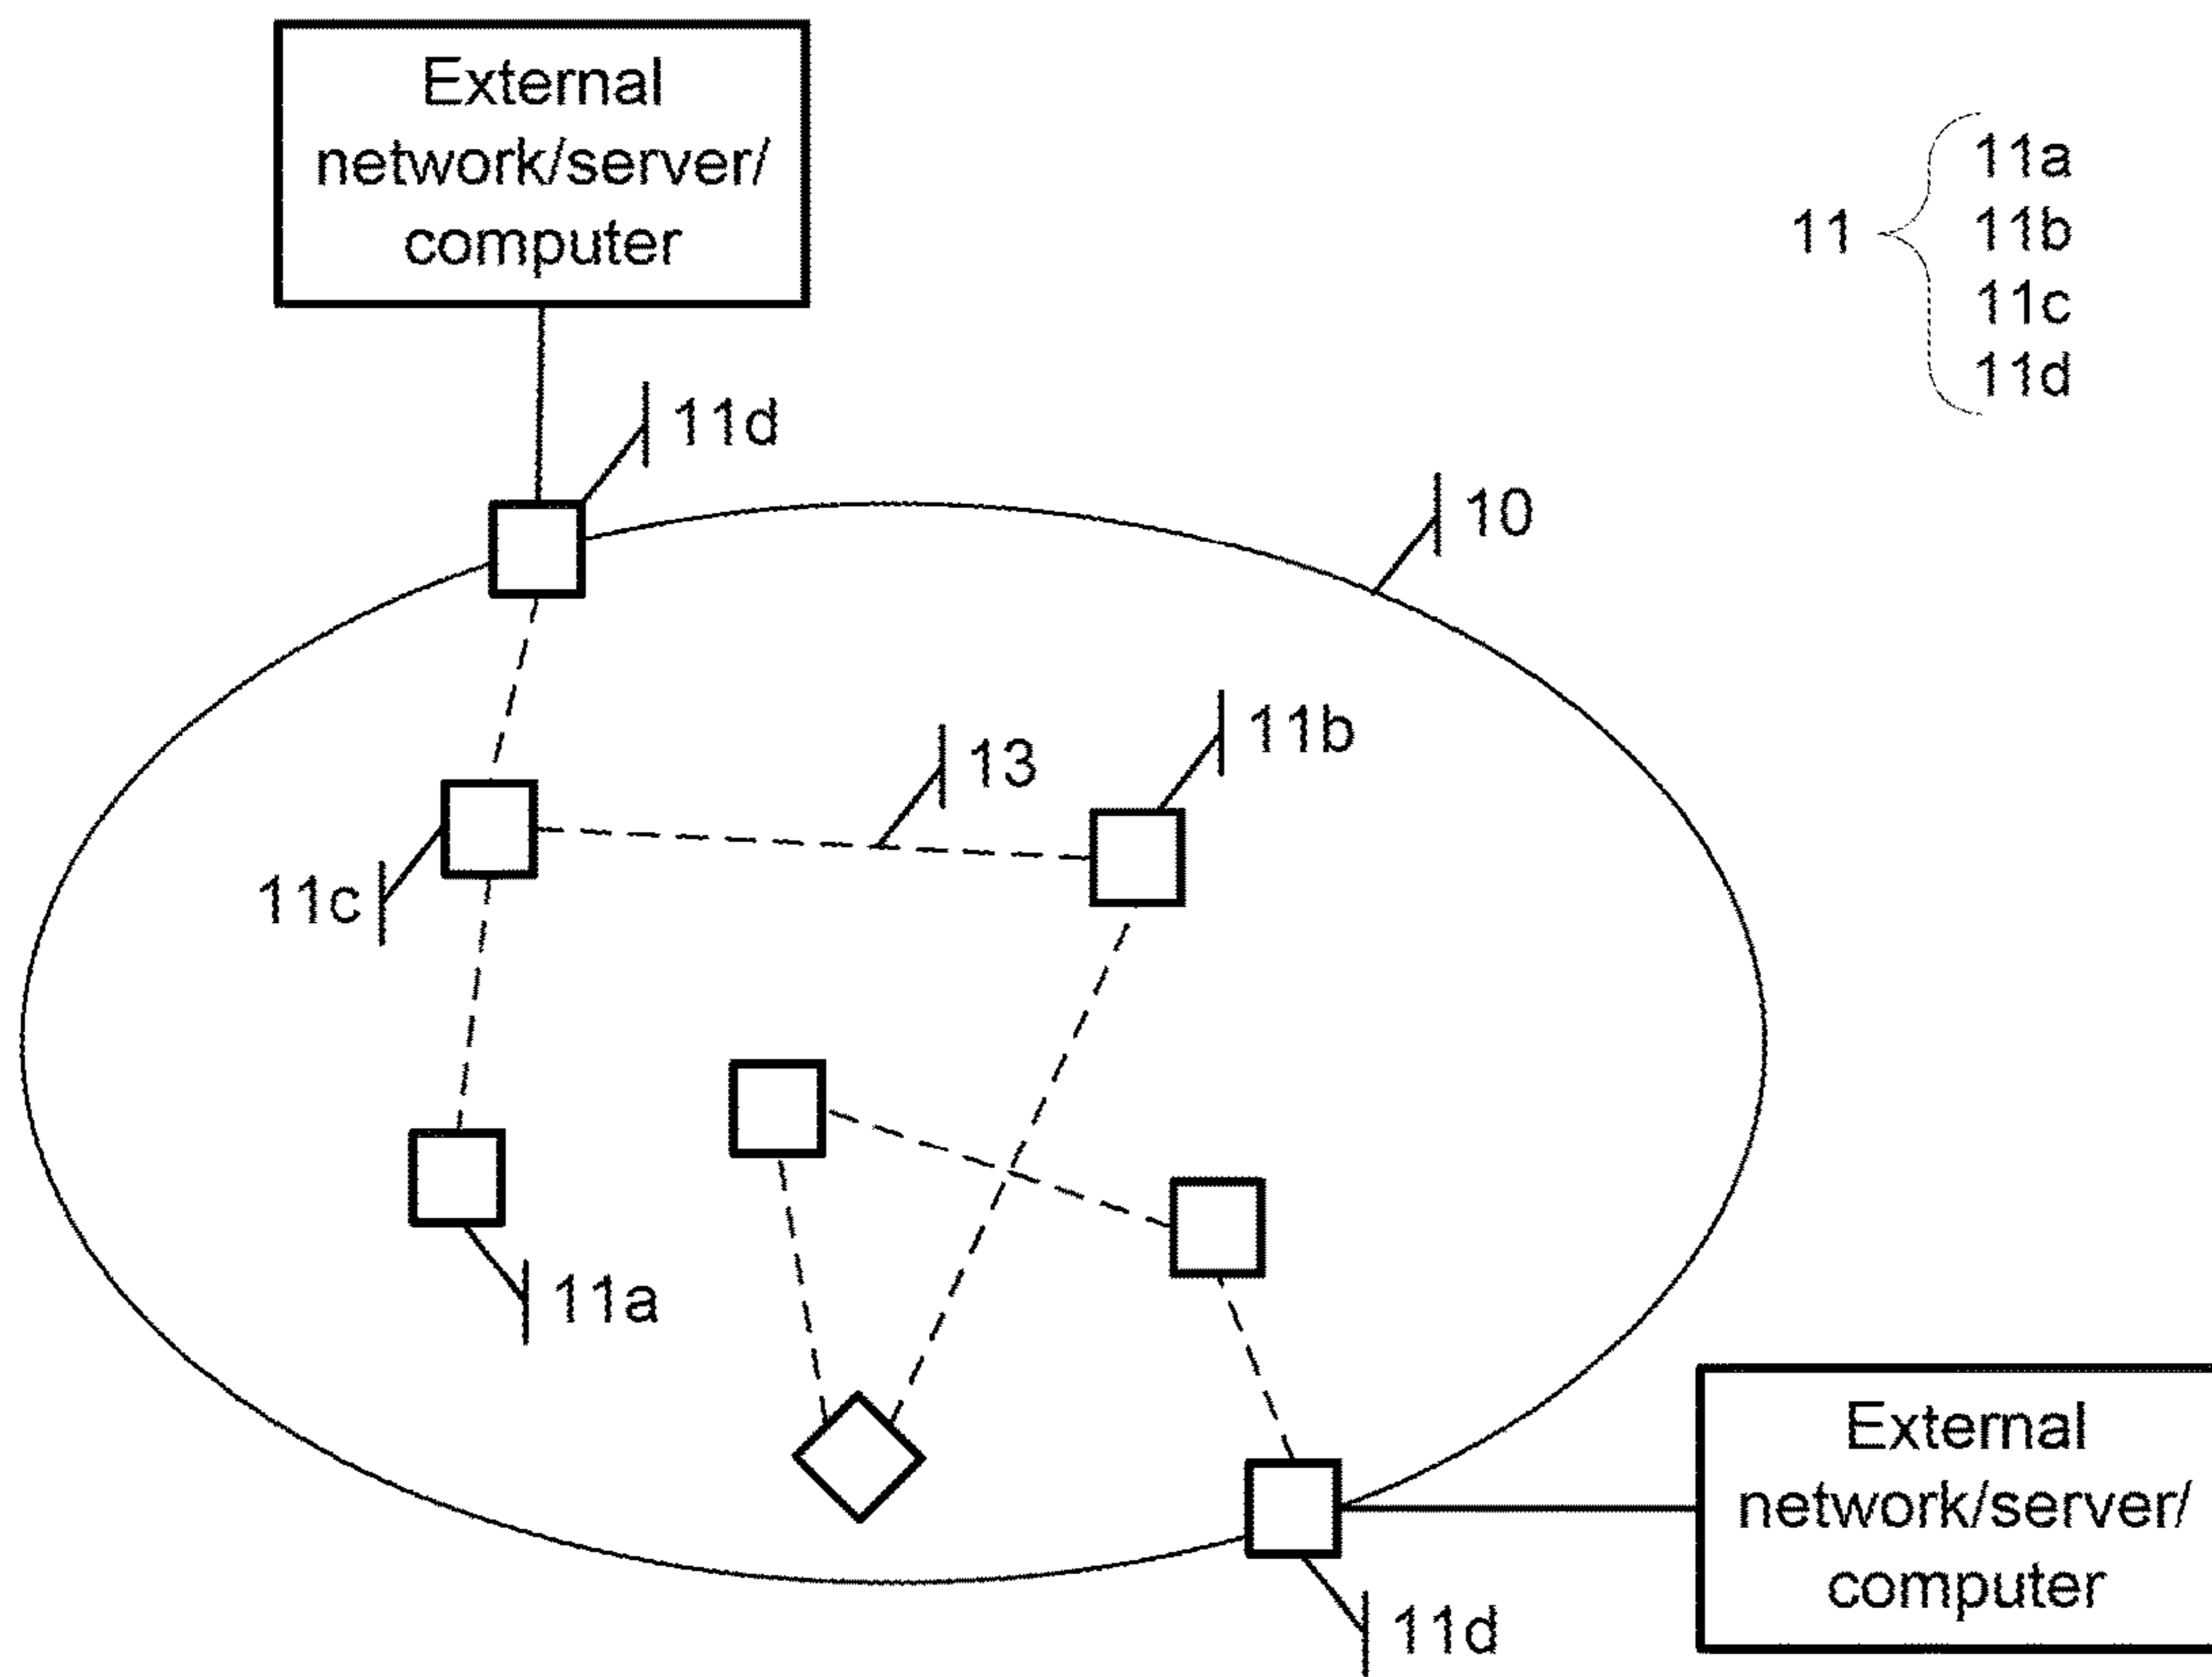 External
network/server/
computer
11
11a
11b
11c
11d
11d
10
13
11b
11c
11a
External
network/server/
computer
11d